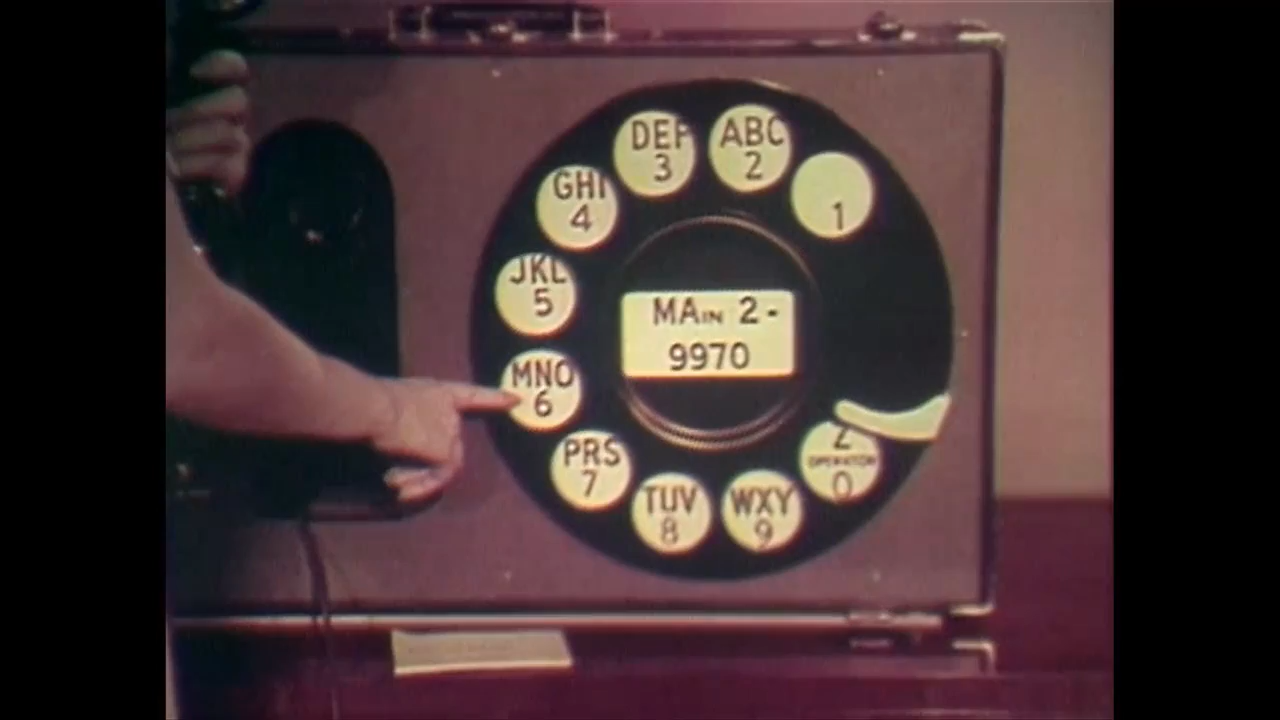 ABC
2
DEF
3
1
GHI
4
JKL
5
MAIN 2-
9970
MNO
6
PRS
7
TUV
8
WXY
9
Z
OPERATOR
0